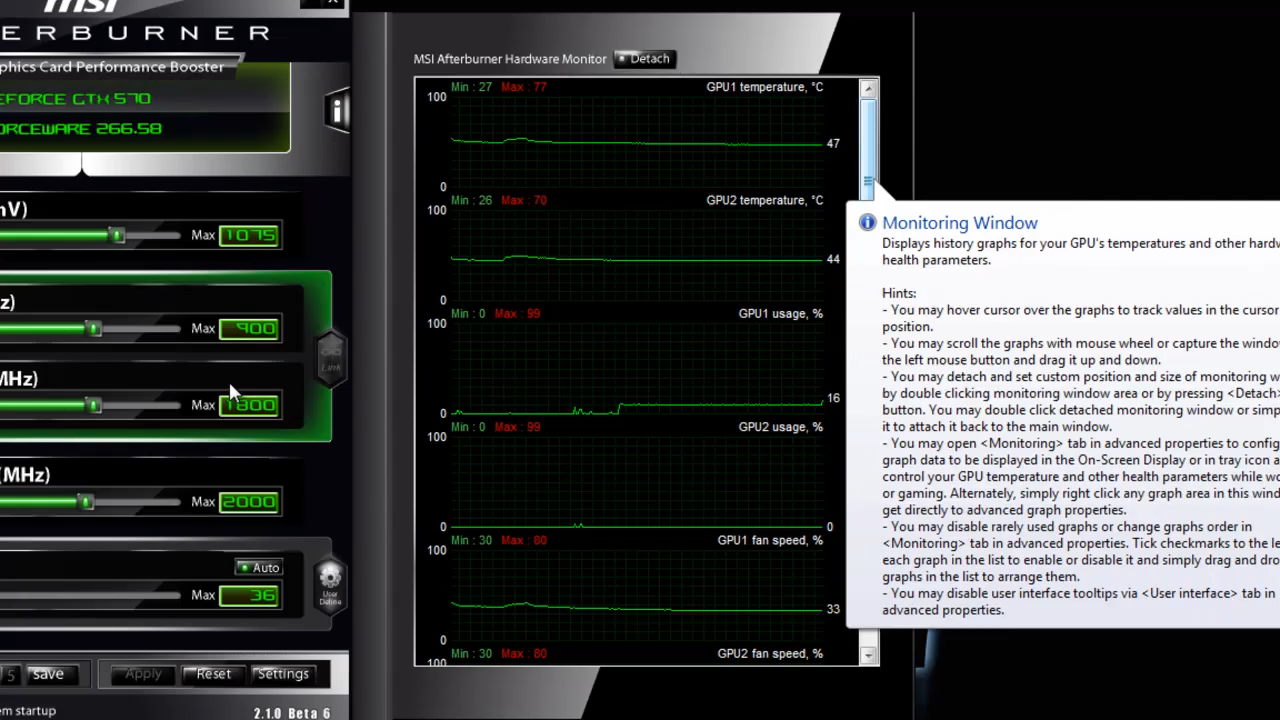 msi
ERBURNER
phics Card Performance Booster
EFORCE GTX 570
ORCEWARE 266.58
i
nV)
Max 1075
z)
Max 900
Link
MHz)
Max 1800
(MHz)
Max 2000
Auto
Max 36
User
Define
5 save Apply Reset Settings
em startup
2.1.0 Beta 6
MSI Afterburner Hardware Monitor Detach
Min : 27 Max : 77 GPU1 temperature, °C
100
47
0
Min : 26 Max : 70 GPU2 temperature, °C
100
44
0
Min : 0 Max : 99 GPU1 usage, %
100
16
0
Min : 0 Max : 99 GPU2 usage, %
100
0
0
Min : 30 Max : 80 GPU1 fan speed, %
100
33
0
Min : 30 Max : 80 GPU2 fan speed, %
100
Monitoring Window
Displays history graphs for your GPU's temperatures and other hardw
health parameters.
Hints:
- You may hover cursor over the graphs to track values in the cursor
position.
- You may scroll the graphs with mouse wheel or capture the windo
the left mouse button and drag it up and down.
- You may detach and set custom position and size of monitoring w
by double clicking monitoring window area or by pressing <Detach>
button. You may double click detached monitoring window or simp
it to attach it back to the main window.
- You may open <Monitoring> tab in advanced properties to config
graph data to be displayed in the On-Screen Display or in tray icon a
control your GPU temperature and other health parameters while wo
or gaming. Alternately, simply right click any graph area in this wind
get directly to advanced graph properties.
- You may disable rarely used graphs or change graphs order in
<Monitoring> tab in advanced properties. Tick checkmarks to the le
each graph in the list to enable or disable it and simply drag and dro
graphs in the list to arrange them.
- You may disable user interface tooltips via <User interface> tab in
advanced properties.